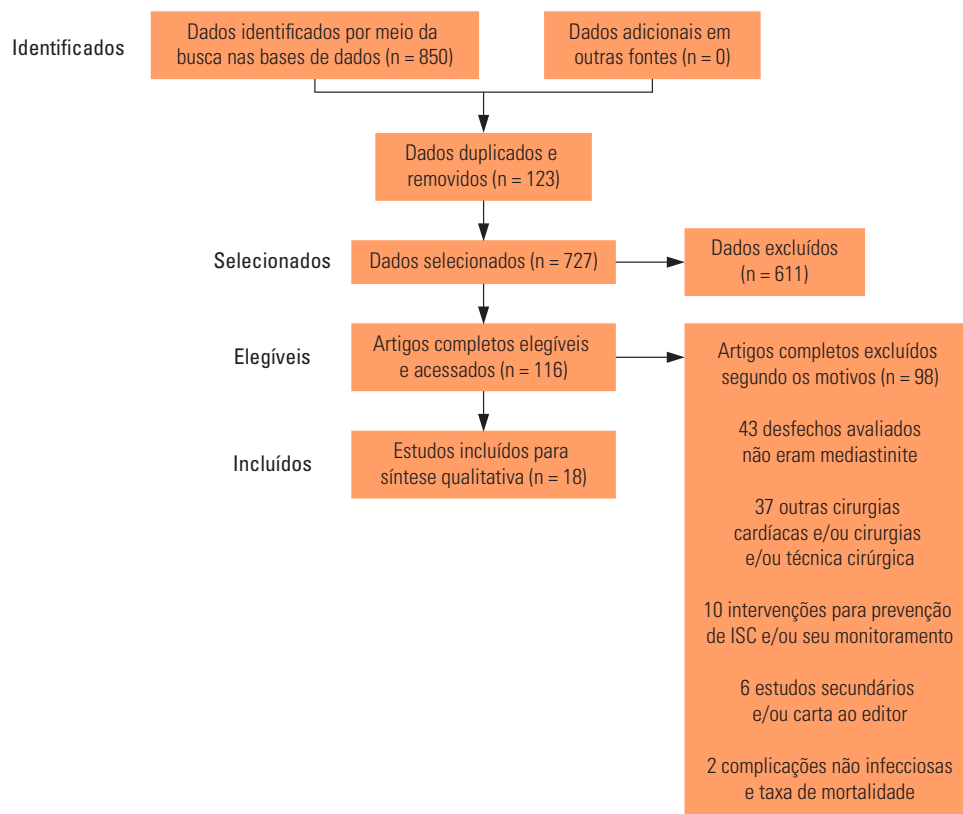 Identificados
Dados identificados por meio da
busca nas bases de dados (n = 850)
Dados adicionais em
outras fontes (n = 0)
Dados duplicados e
removidos (n = 123)
Selecionados
Dados selecionados (n = 727)
Dados excluídos
(n = 611)
Elegíveis
Artigos completos elegíveis
e acessados (n = 116)
Artigos completos excluídos
segundo os motivos (n = 98)
43 desfechos avaliados
não eram mediastinite
37 outras cirurgias
cardíacas e/ou cirurgias
e/ou técnica cirúrgica
10 intervenções para prevenção
de ISC e/ou seu monitoramento
6 estudos secundários
e/ou carta ao editor
2 complicações não infecciosas
e taxa de mortalidade
Incluídos
Estudos incluídos para
síntese qualitativa (n = 18)